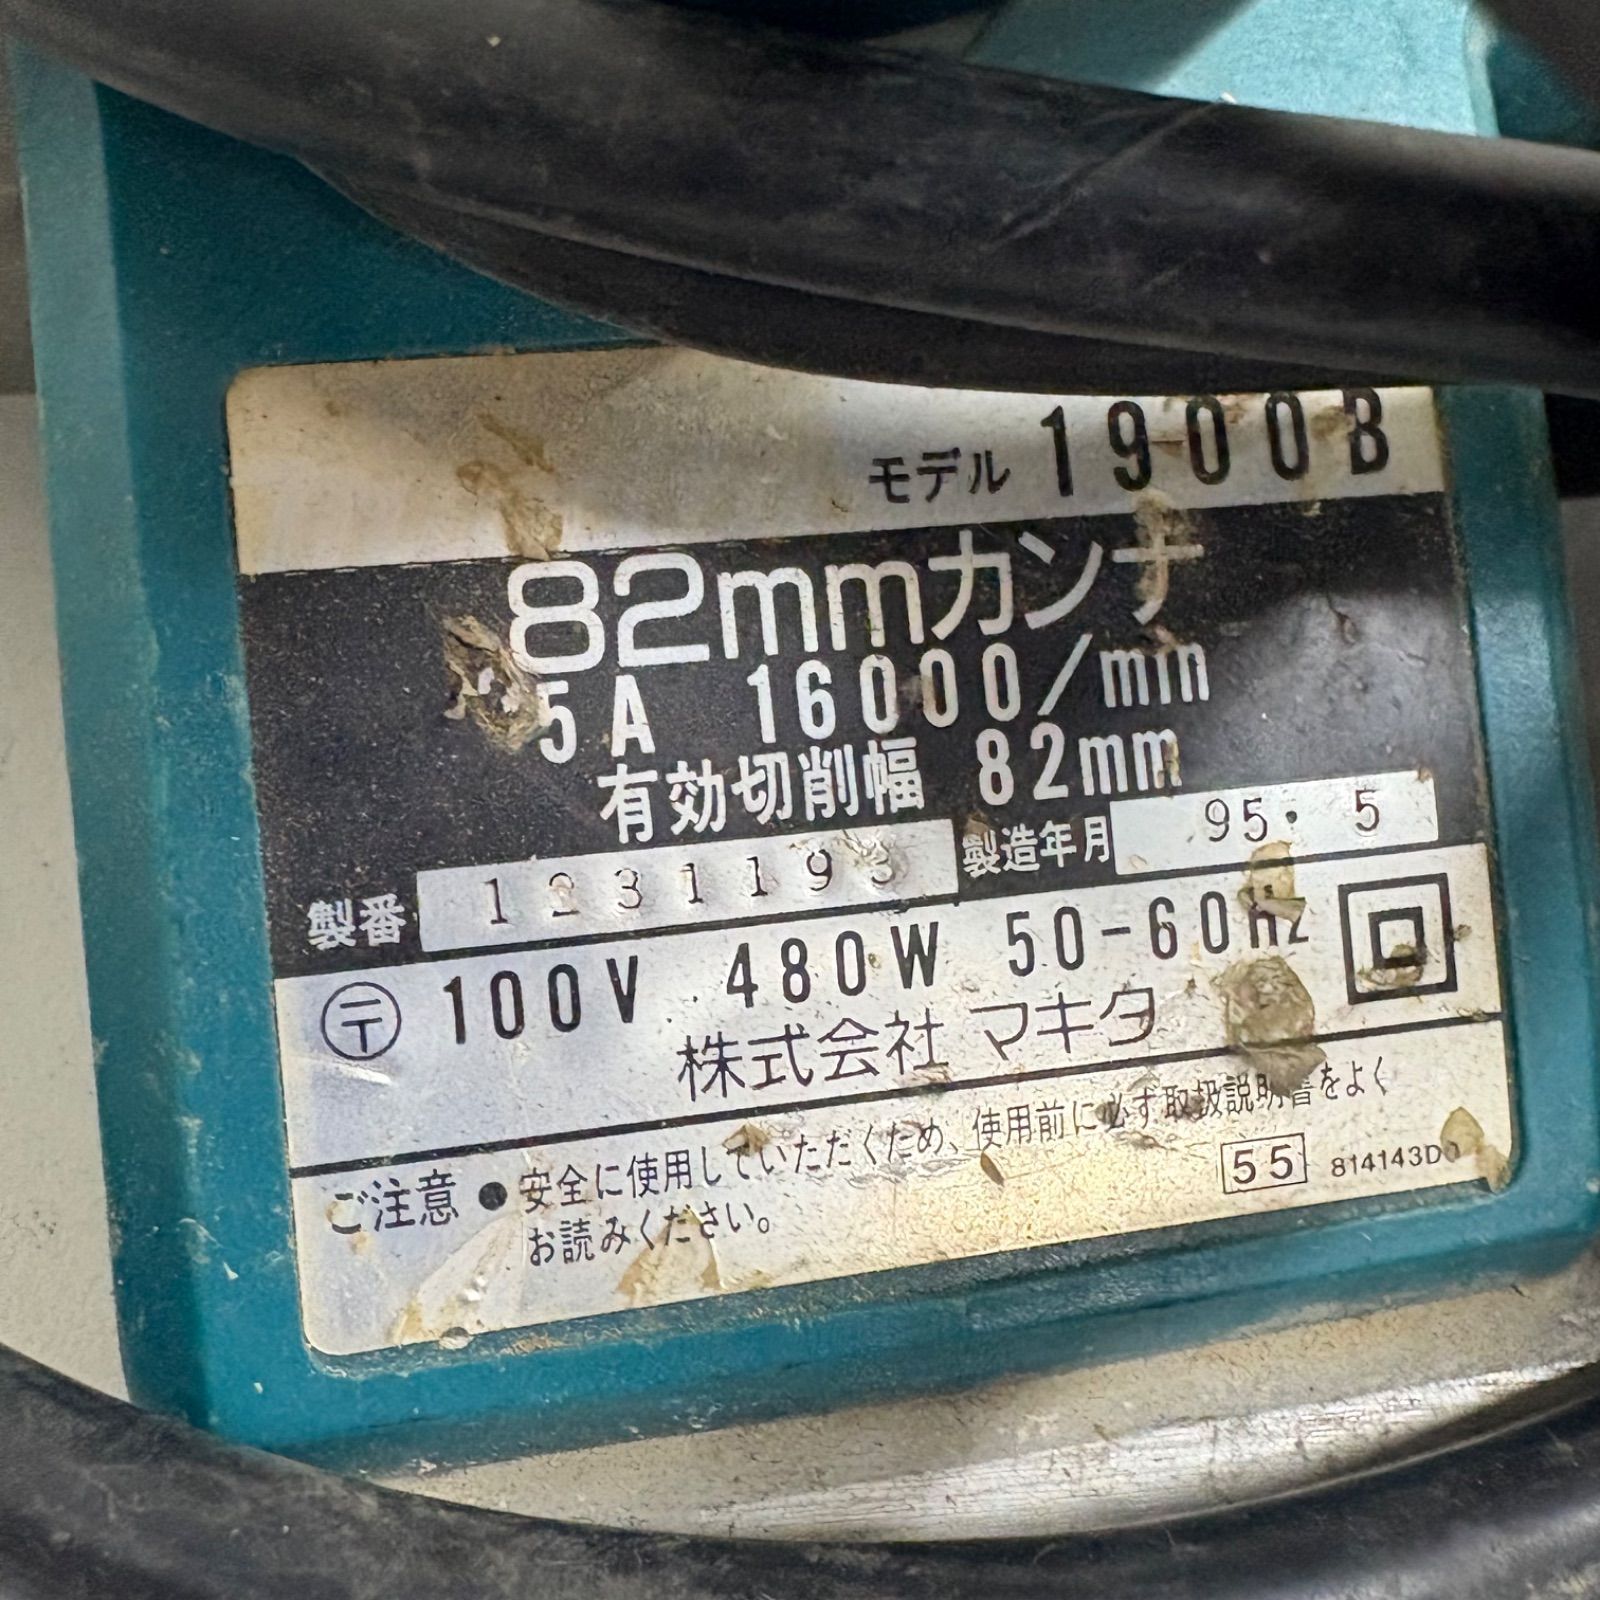 モデル 1900B
82mmカンナ
5A 16000/min
有効切削幅 82mm
製番 1231193 製造年月 95. 5
〒 100V 480W 50-60Hz
株式会社 マキタ
ご注意 ● 安全に使用していただくため、使用前に必ず取扱説明書をよく
お読みください。
55 814143D0